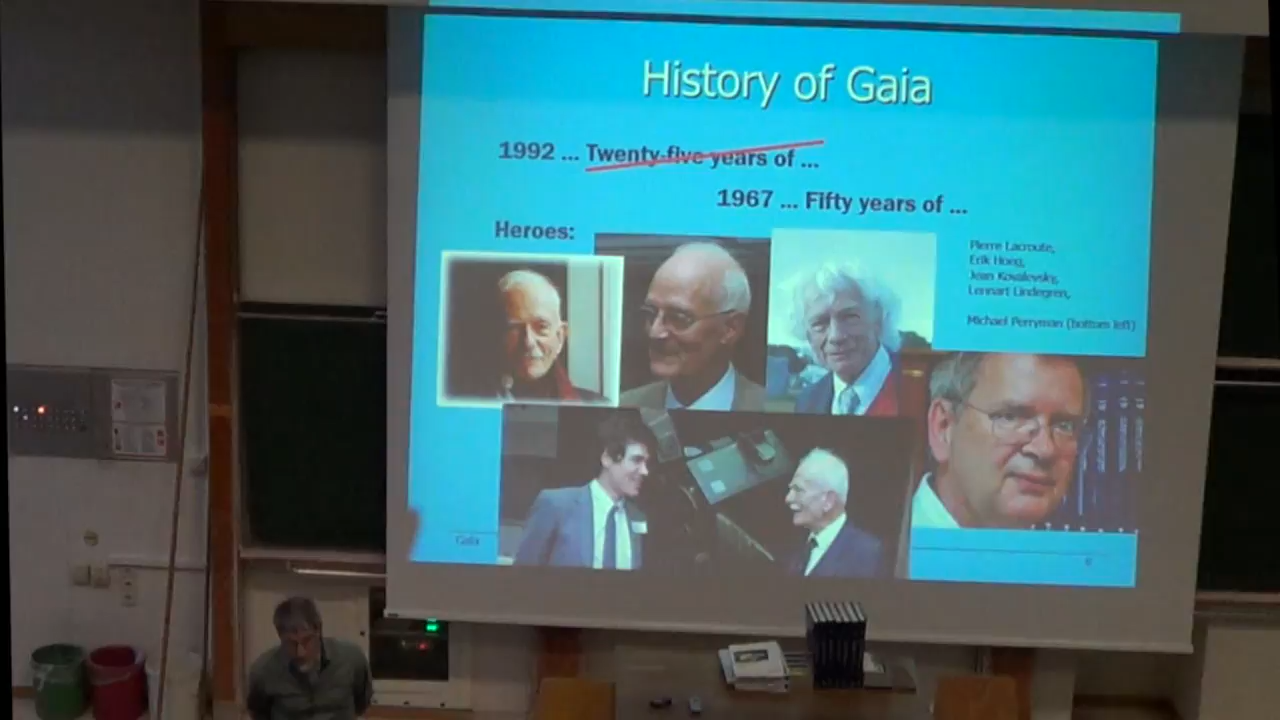 History of Gaia
1992 ... Twenty-five years of ...
1967 ... Fifty years of ...
Heroes:
Pierre Lacroute,
Erik Hoeg,
Jean Kovalevsky,
Lennart Lindegren,
Michael Perryman (bottom left)
Gaia